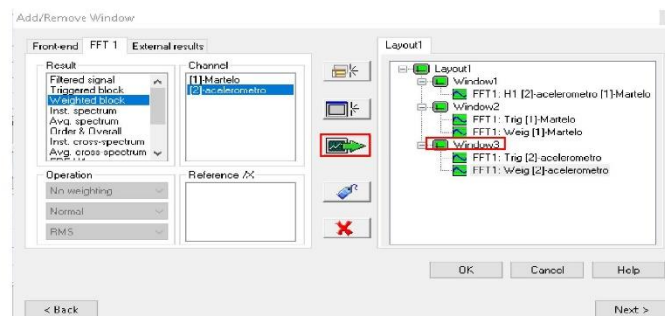 Add/Remove Window
Front-end FFT 1 External results
Result
Filtered signal
Triggered block
Weighted block
Inst. spectrum
Avg. spectrum
Order & Overall
Inst. cross-spectrum
Avg. cross-spectrum
Channel
[1]-Martelo
[2]-acelerometro
Operation
No weighting
Normal
RMS
Reference /X
Layout1
Layout1
Window1
FFT1: H1 [2]-acelerometro [1]-Martelo
Window2
FFT1: Trig [1]-Martelo
FFT1: Weig [1]-Martelo
Window3
FFT1: Trig [2]-acelerometro
FFT1: Weig [2]-acelerometro
OK Cancel Help
< Back Next >